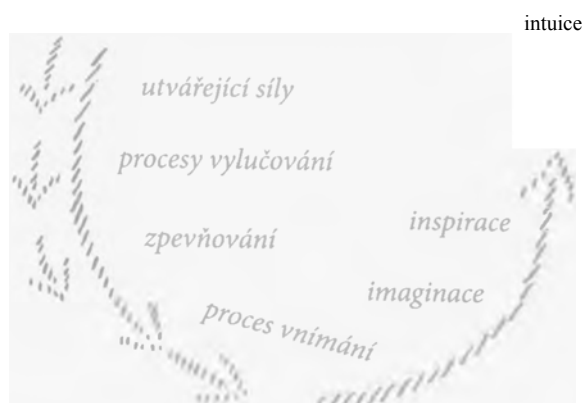 intuice
utvářející síly
procesy vylučování
zpevňování
inspirace
imaginace
proces vnímání